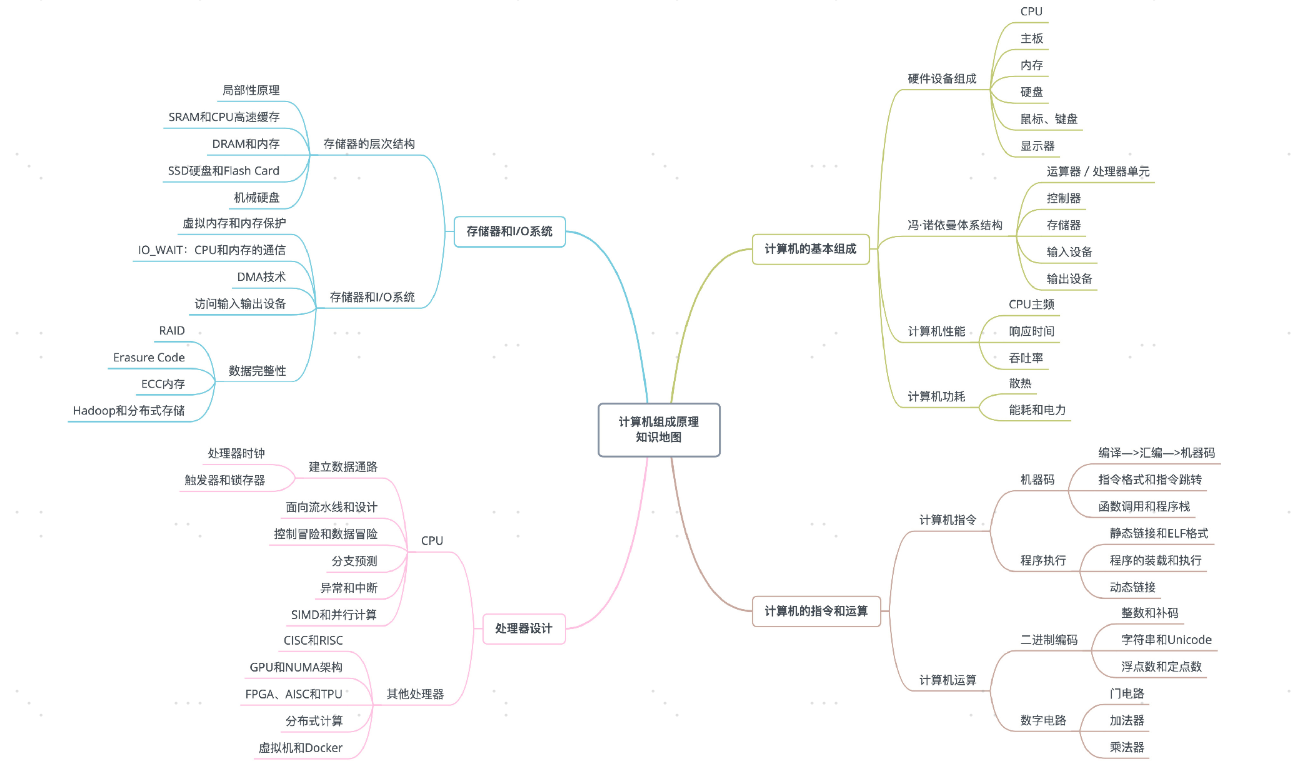 计算机组成原理
知识地图
计算机的基本组成
硬件设备组成
CPU
主板
内存
硬盘
鼠标、键盘
显示器
冯·诺依曼体系结构
运算器 / 处理器单元
控制器
存储器
输入设备
输出设备
计算机性能
CPU主频
响应时间
吞吐率
计算机功耗
散热
能耗和电力
计算机的指令和运算
计算机指令
机器码
编译—>汇编—>机器码
指令格式和指令跳转
函数调用和程序栈
程序执行
静态链接和ELF格式
程序的装载和执行
动态链接
计算机运算
二进制编码
整数和补码
字符串和Unicode
浮点数和定点数
数字电路
门电路
加法器
乘法器
存储器和I/O系统
存储器的层次结构
局部性原理
SRAM和CPU高速缓存
DRAM和内存
SSD硬盘和Flash Card
机械硬盘
存储器和I/O系统
虚拟内存和内存保护
IO_WAIT：CPU和内存的通信
DMA技术
访问输入输出设备
数据完整性
RAID
Erasure Code
ECC内存
Hadoop和分布式存储
处理器设计
CPU
建立数据通路
处理器时钟
触发器和锁存器
面向流水线和设计
控制冒险和数据冒险
分支预测
异常和中断
SIMD和并行计算
其他处理器
CISC和RISC
GPU和NUMA架构
FPGA、AISC和TPU
分布式计算
虚拟机和Docker